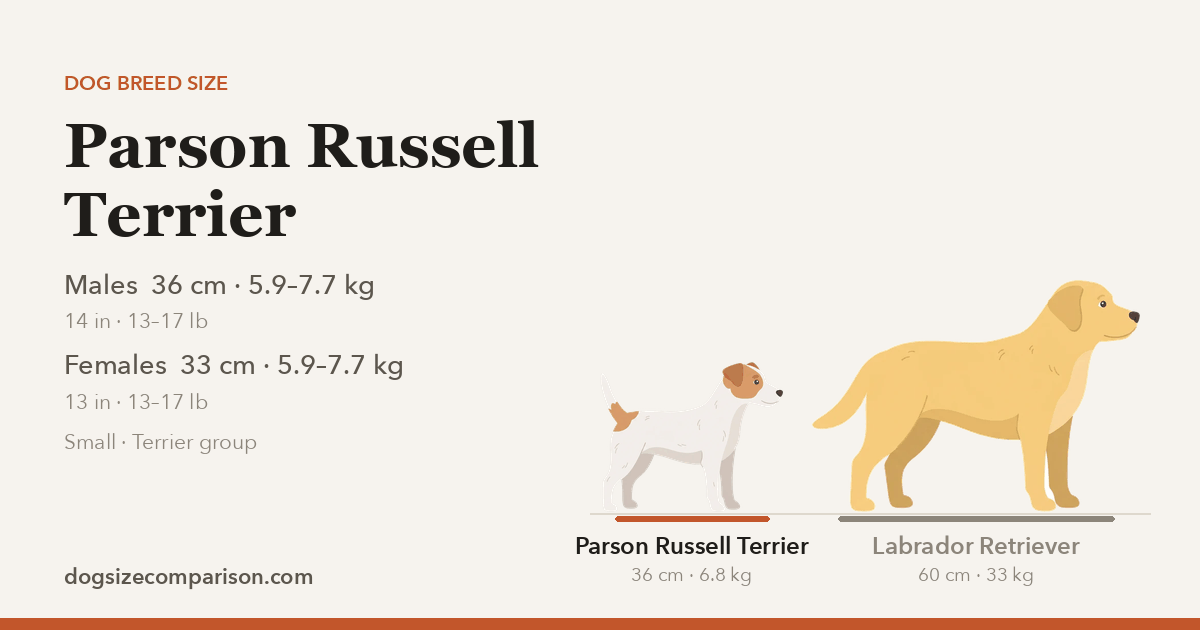 DOG BREED SIZE
Parson Russell
Terrier
Males 36 cm · 5.9–7.7 kg
14 in · 13–17 lb
Females 33 cm · 5.9–7.7 kg
13 in · 13–17 lb
Small · Terrier group
dogsizecomparison.com
Parson Russell Terrier
36 cm · 6.8 kg
Labrador Retriever
60 cm · 33 kg